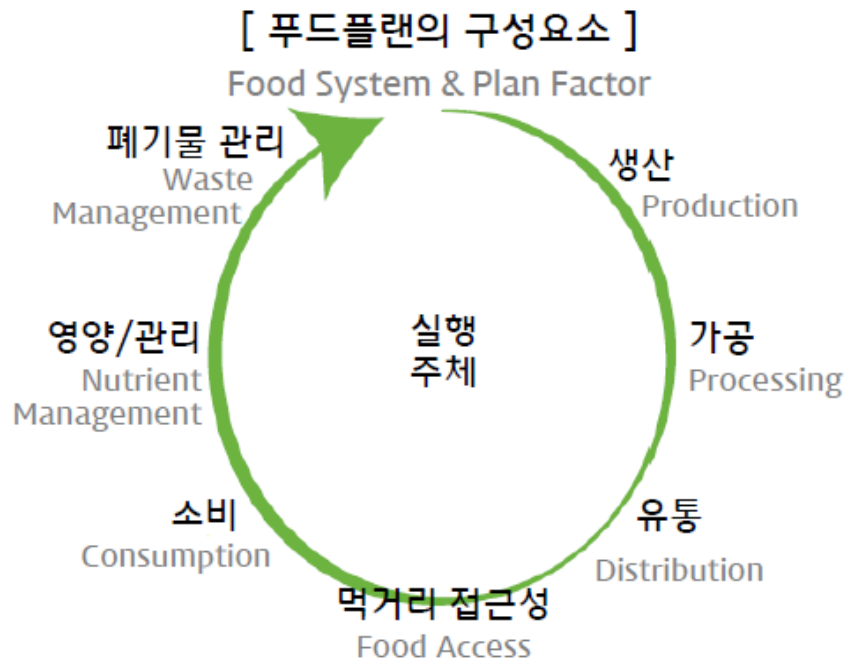 [ 푸드플랜의 구성요소 ]
Food System & Plan Factor
생산
Production
가공
Processing
유통
Distribution
먹거리 접근성
Food Access
소비
Consumption
영양/관리
Nutrient
Management
폐기물 관리
Waste
Management
실행
주체